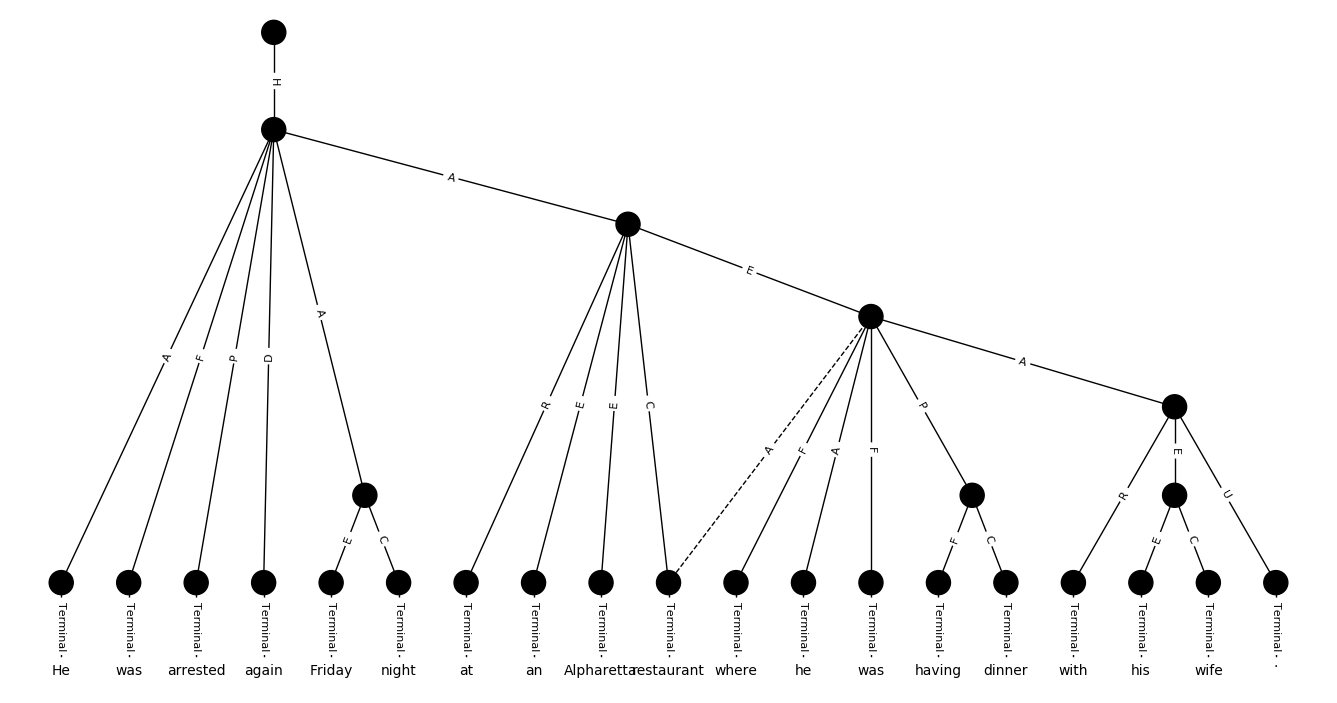 H
A
A
E
A
A
F
P
D
R
E
E
C
P
A
F
A
F
E
R
U
E
C
F
C
E
C
Terminal Terminal Terminal Terminal Terminal Terminal Terminal Terminal Terminal Terminal Terminal Terminal Terminal Terminal Terminal Terminal Terminal Terminal Terminal
He was arrested again Friday night at an Alpharetta restaurant where he was having dinner with his wife .